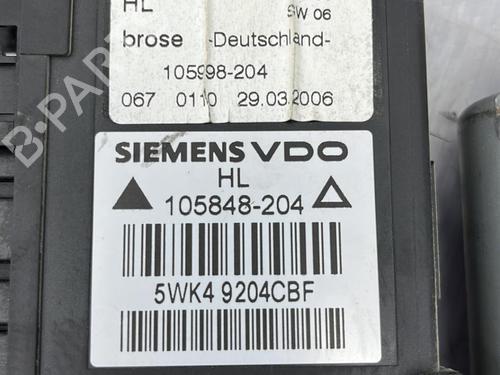 HL SW 06
brose -Deutschland-
105998-204
067 0110 29.03.2006
SIEMENS VDO
HL
105848-204
5WK4 9204CBF
B-PARTS